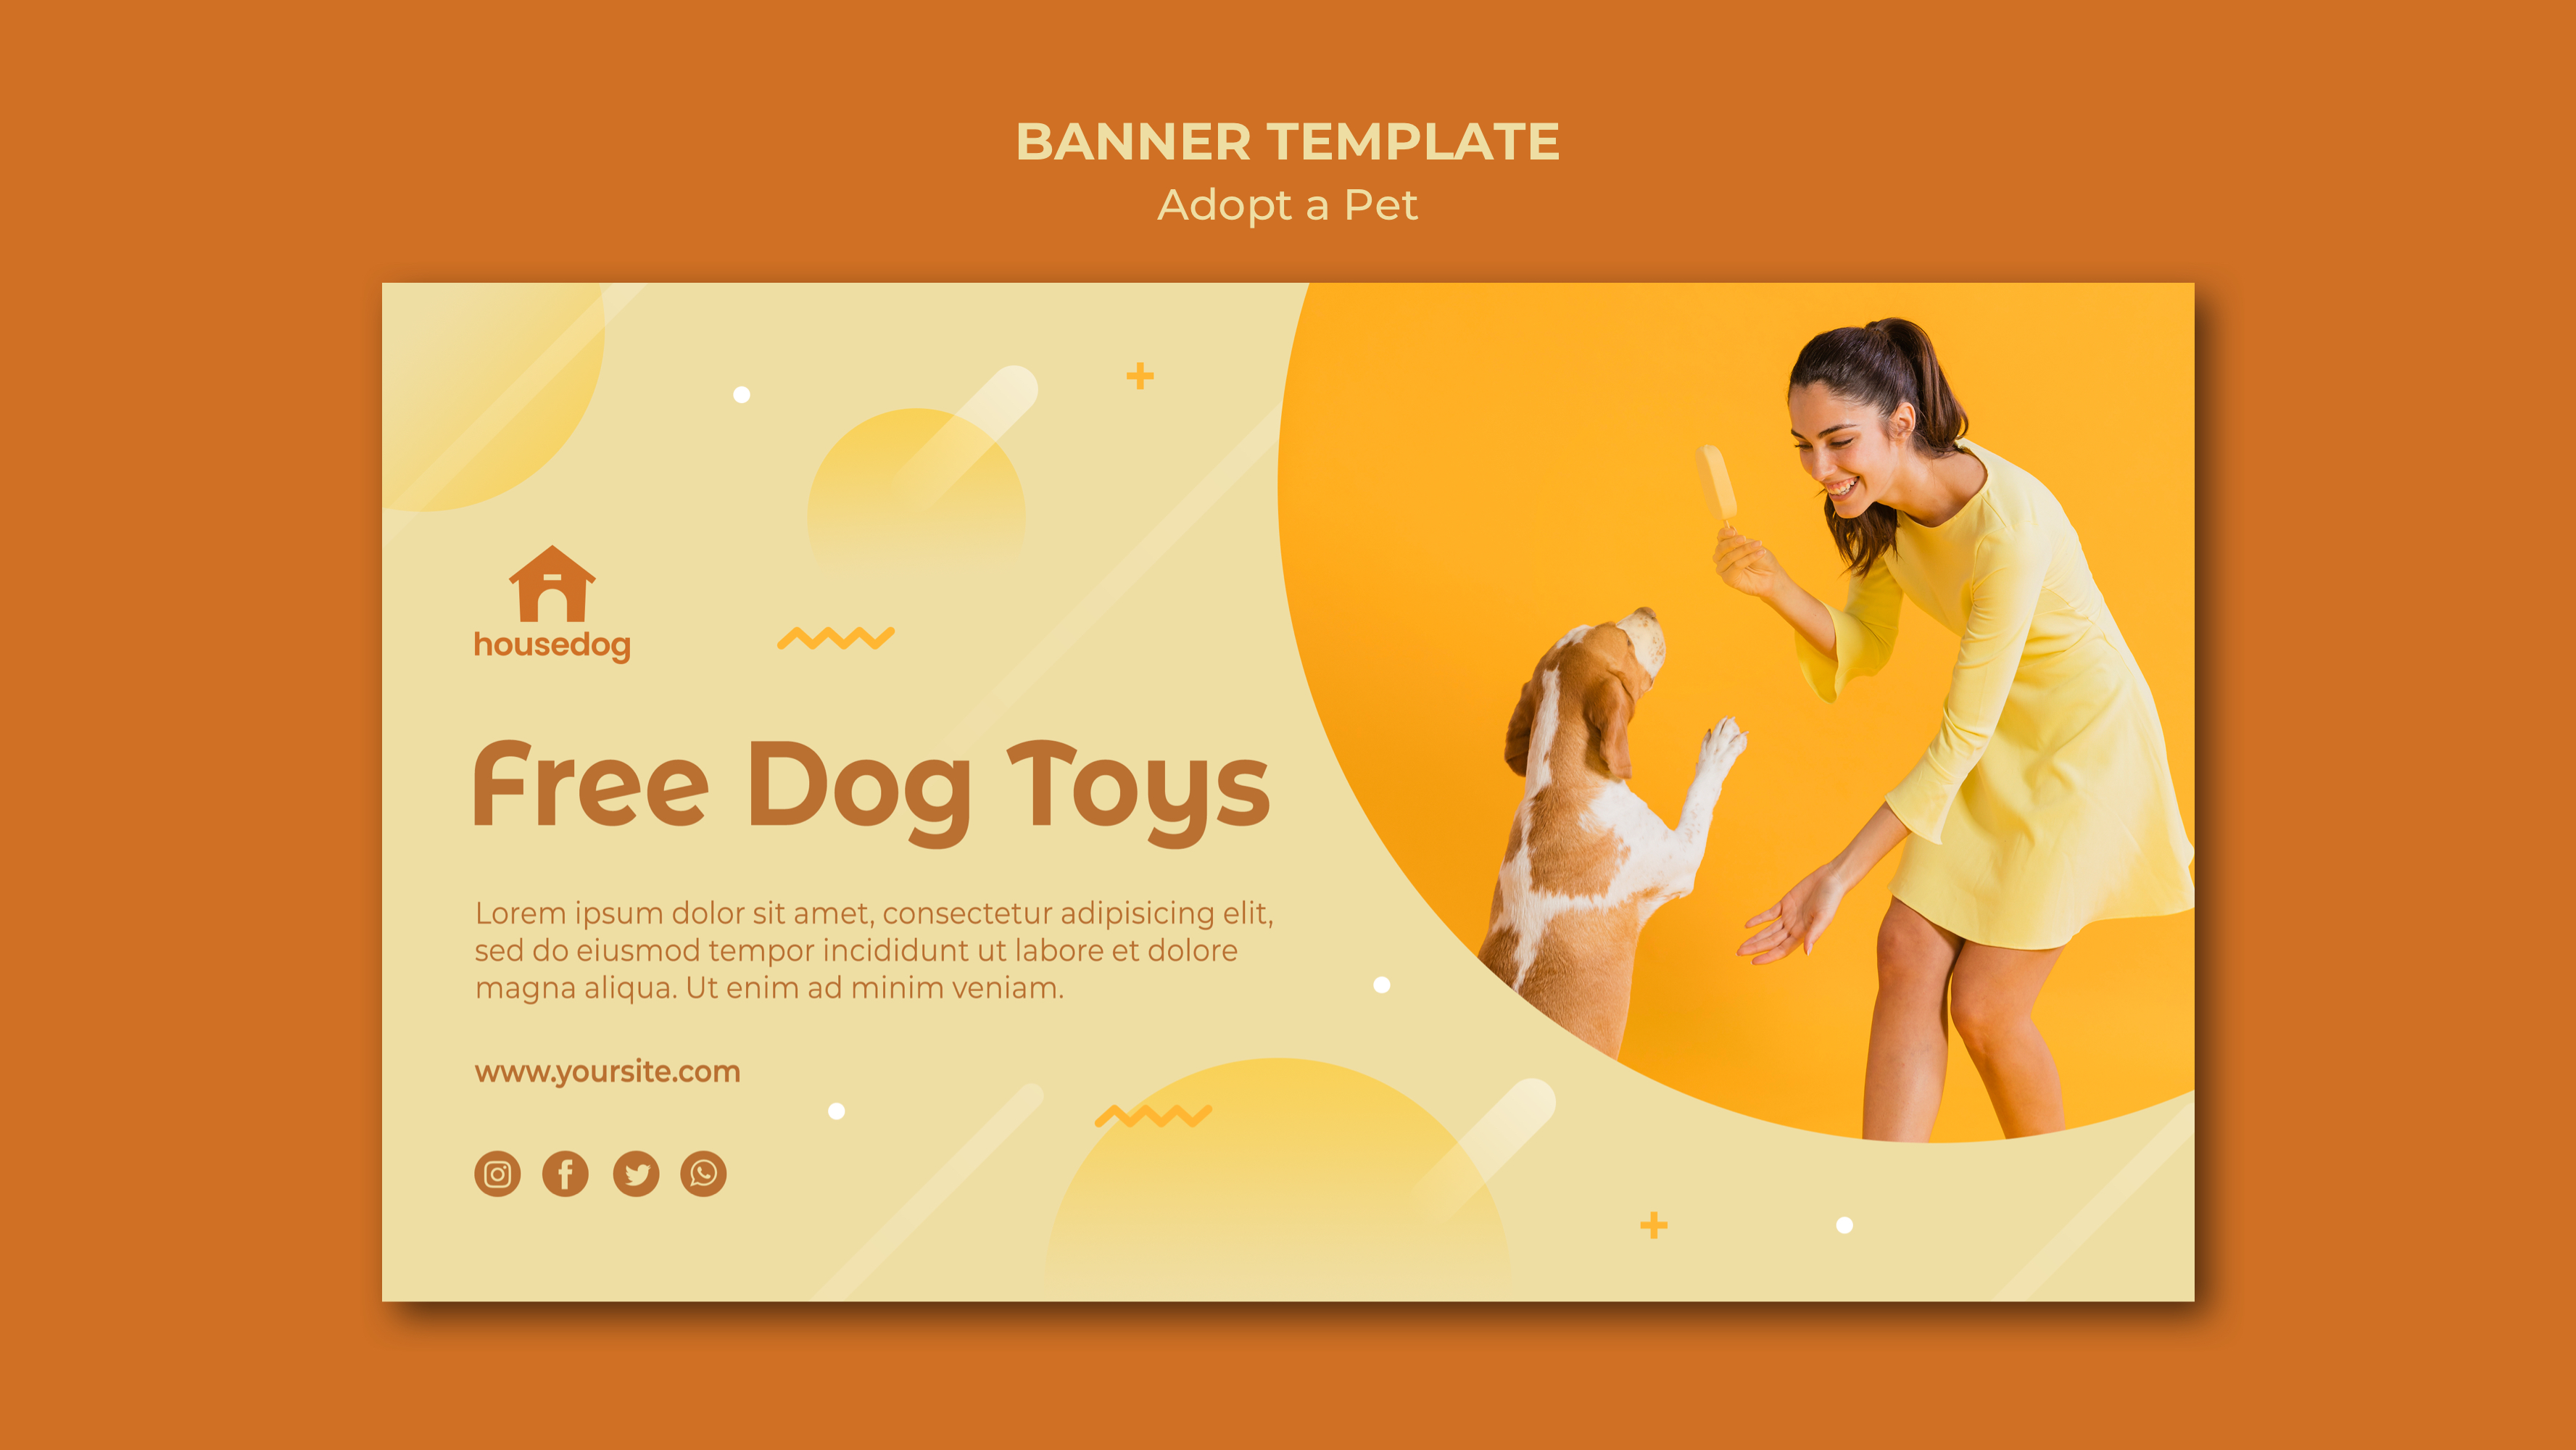 BANNER TEMPLATE
Adopt a Pet
housedog
Free Dog Toys
Lorem ipsum dolor sit amet, consectetur adipisicing elit,
sed do eiusmod tempor incididunt ut labore et dolore
magna aliqua. Ut enim ad minim veniam.
www.yoursite.com